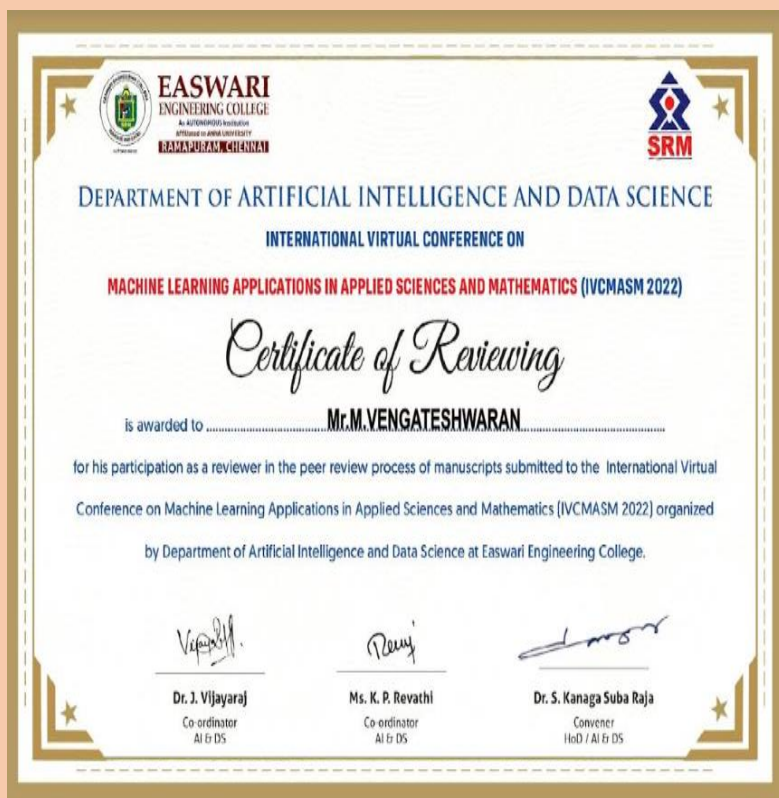 EASWARI
ENGINEERING COLLEGE
An AUTONOMOUS Institution
AFFILIATED to ANNA UNIVERSITY
RAMAPURAM, CHENNAI
SRM
DEPARTMENT OF ARTIFICIAL INTELLIGENCE AND DATA SCIENCE
INTERNATIONAL VIRTUAL CONFERENCE ON
MACHINE LEARNING APPLICATIONS IN APPLIED SCIENCES AND MATHEMATICS (IVCMASM 2022)
Certificate of Reviewing
is awarded to Mr.M.VENGATESHWARAN
for his participation as a reviewer in the peer review process of manuscripts submitted to the International Virtual
Conference on Machine Learning Applications in Applied Sciences and Mathematics (IVCMASM 2022) organized
by Department of Artificial Intelligence and Data Science at Easwari Engineering College.
Dr. J. Vijayaraj
Co-ordinator
AI & DS
Ms. K. P. Revathi
Co-ordinator
AI & DS
Dr. S. Kanaga Suba Raja
Convener
HoD / AI & DS